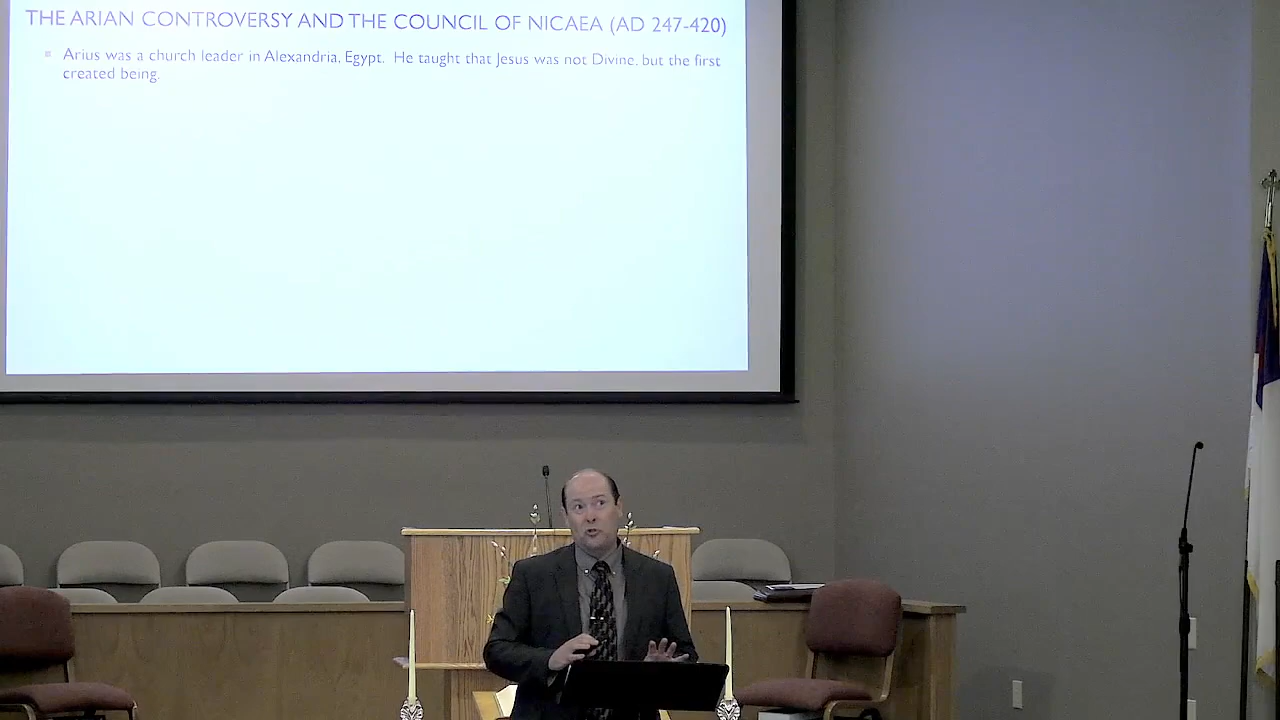 THE ARIAN CONTROVERSY AND THE COUNCIL OF NICAEA (AD 247-420)
Arius was a church leader in Alexandria, Egypt. He taught that Jesus was not Divine, but the first
created being.